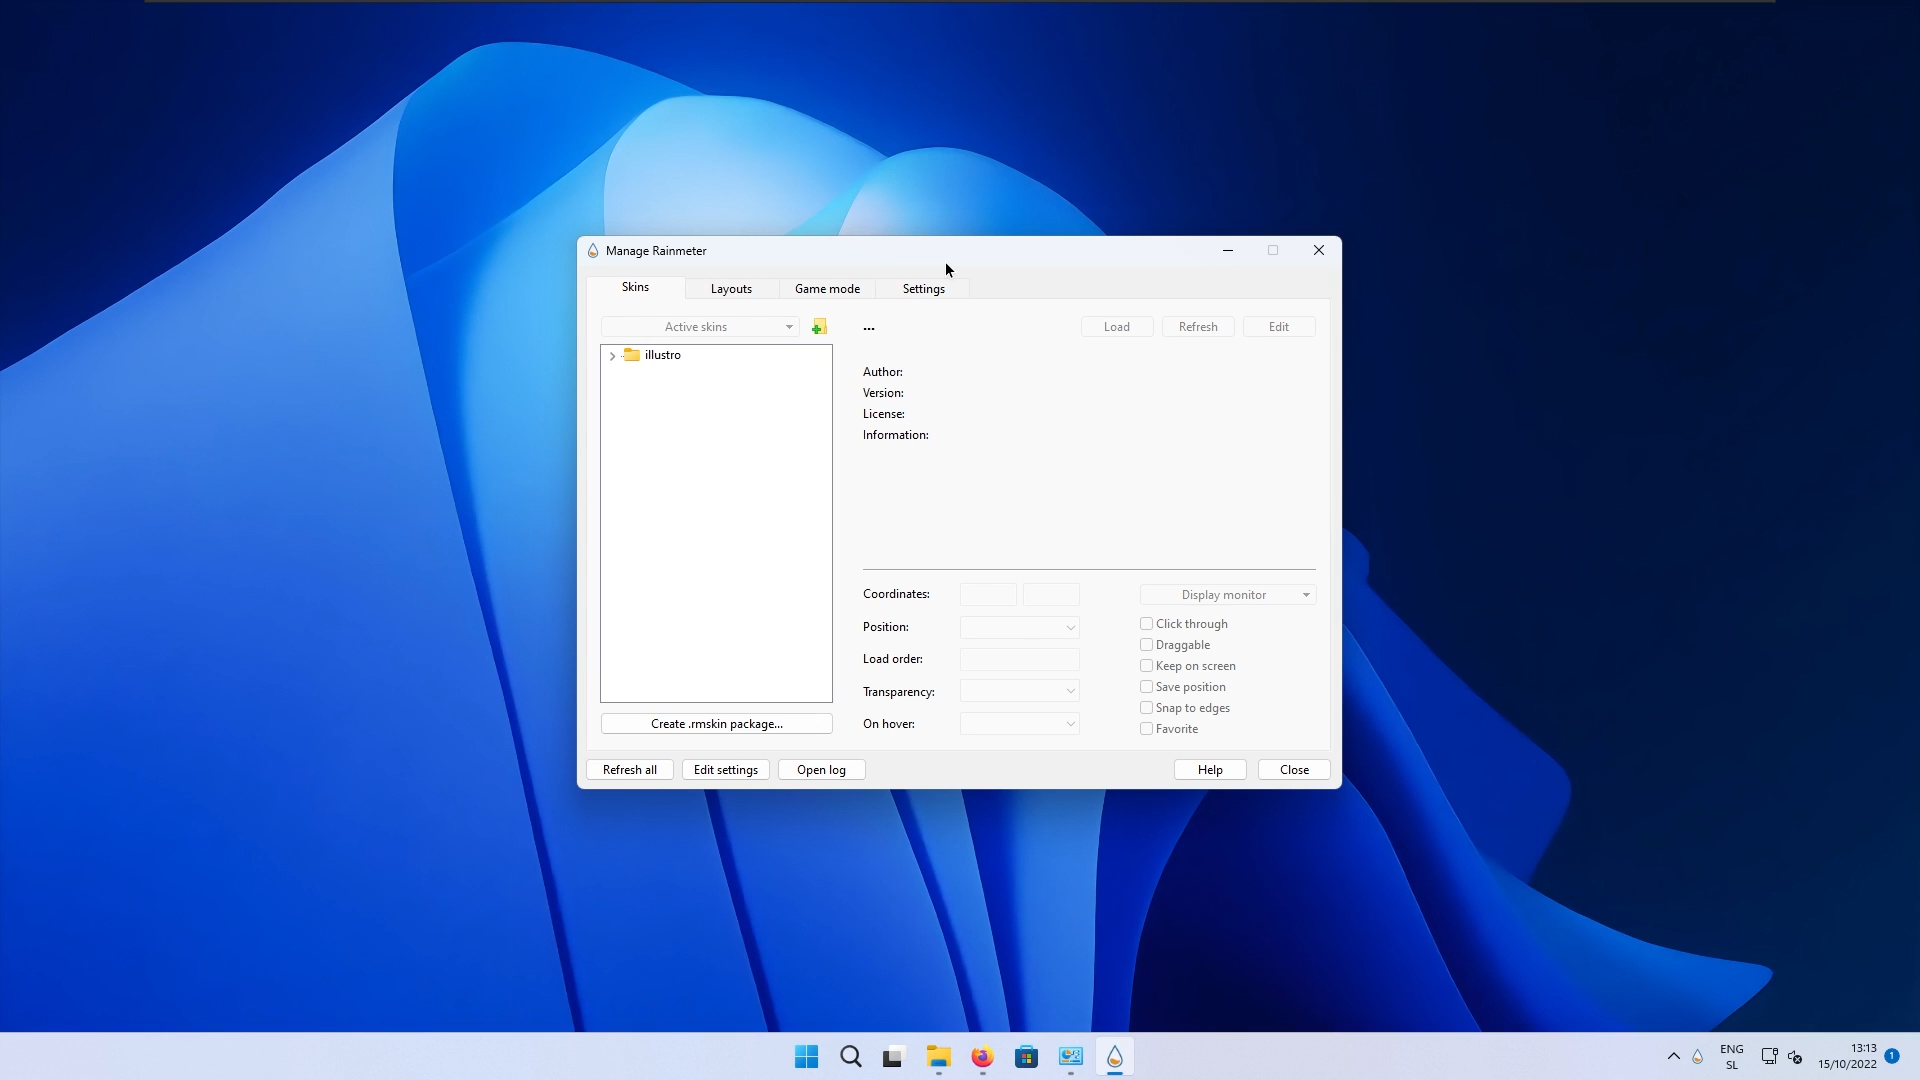 Manage Rainmeter
Skins
Layouts
Game mode
Settings
Active skins
...
Load
Refresh
Edit
illustro
Author:
Version:
License:
Information:
Coordinates:
Display monitor
Position:
Click through
Draggable
Load order:
Keep on screen
Transparency:
Save position
Snap to edges
Create .rmskin package...
On hover:
Favorite
Refresh all
Edit settings
Open log
Help
Close
ENG
SL
13:13
15/10/2022
1